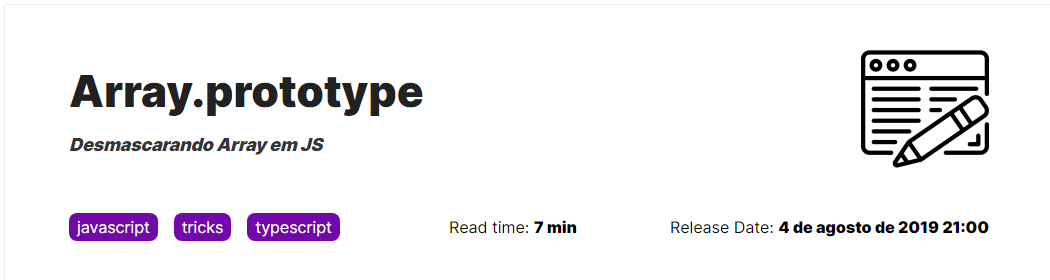 Array.prototype
Desmascarando Array em JS
javascript tricks typescript Read time: 7 min Release Date: 4 de agosto de 2019 21:00